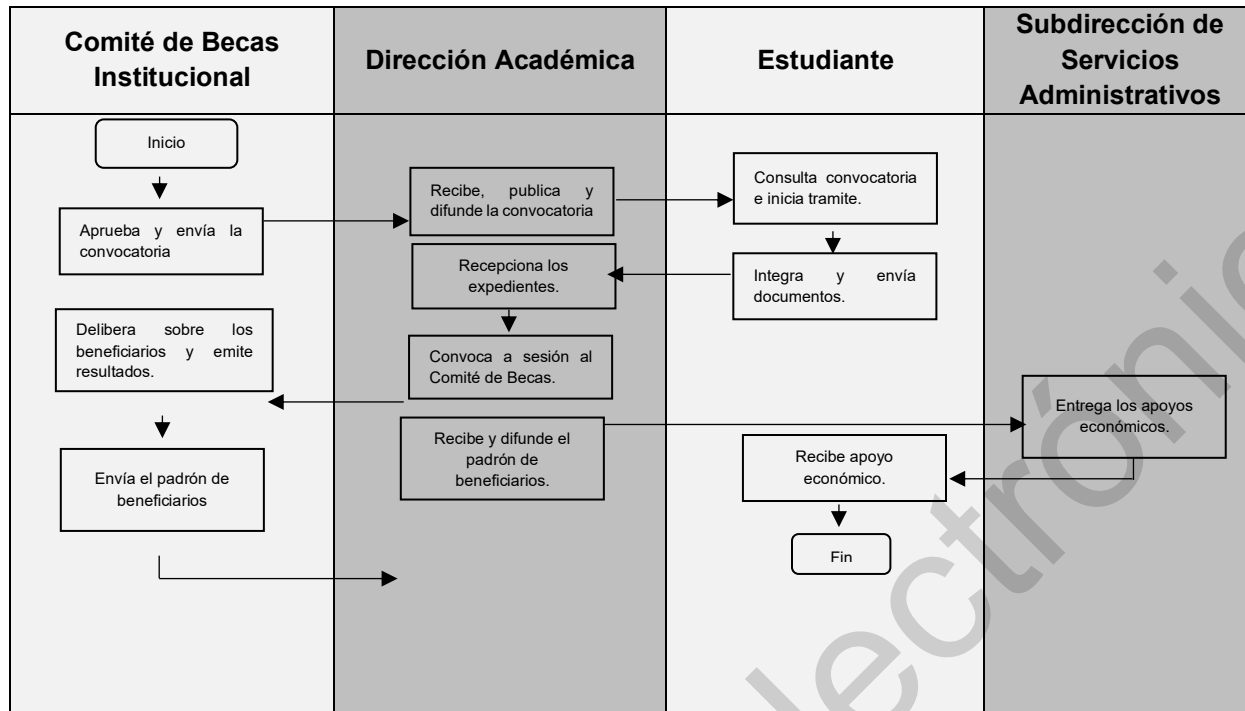 Comité de Becas
Institucional
Dirección Académica
Estudiante
Subdirección de
Servicios
Administrativos
Inicio
Aprueba y envía la
convocatoria
Recibe, publica y
difunde la convocatoria
Consulta convocatoria
e inicia tramite.
Integra y envía
documentos.
Recepciona los
expedientes.
Convoca a sesión al
Comité de Becas.
Delibera sobre los
beneficiarios y emite
resultados.
Envía el padrón de
beneficiarios
Recibe y difunde el
padrón de
beneficiarios.
Entrega los apoyos
económicos.
Recibe apoyo
económico.
Fin